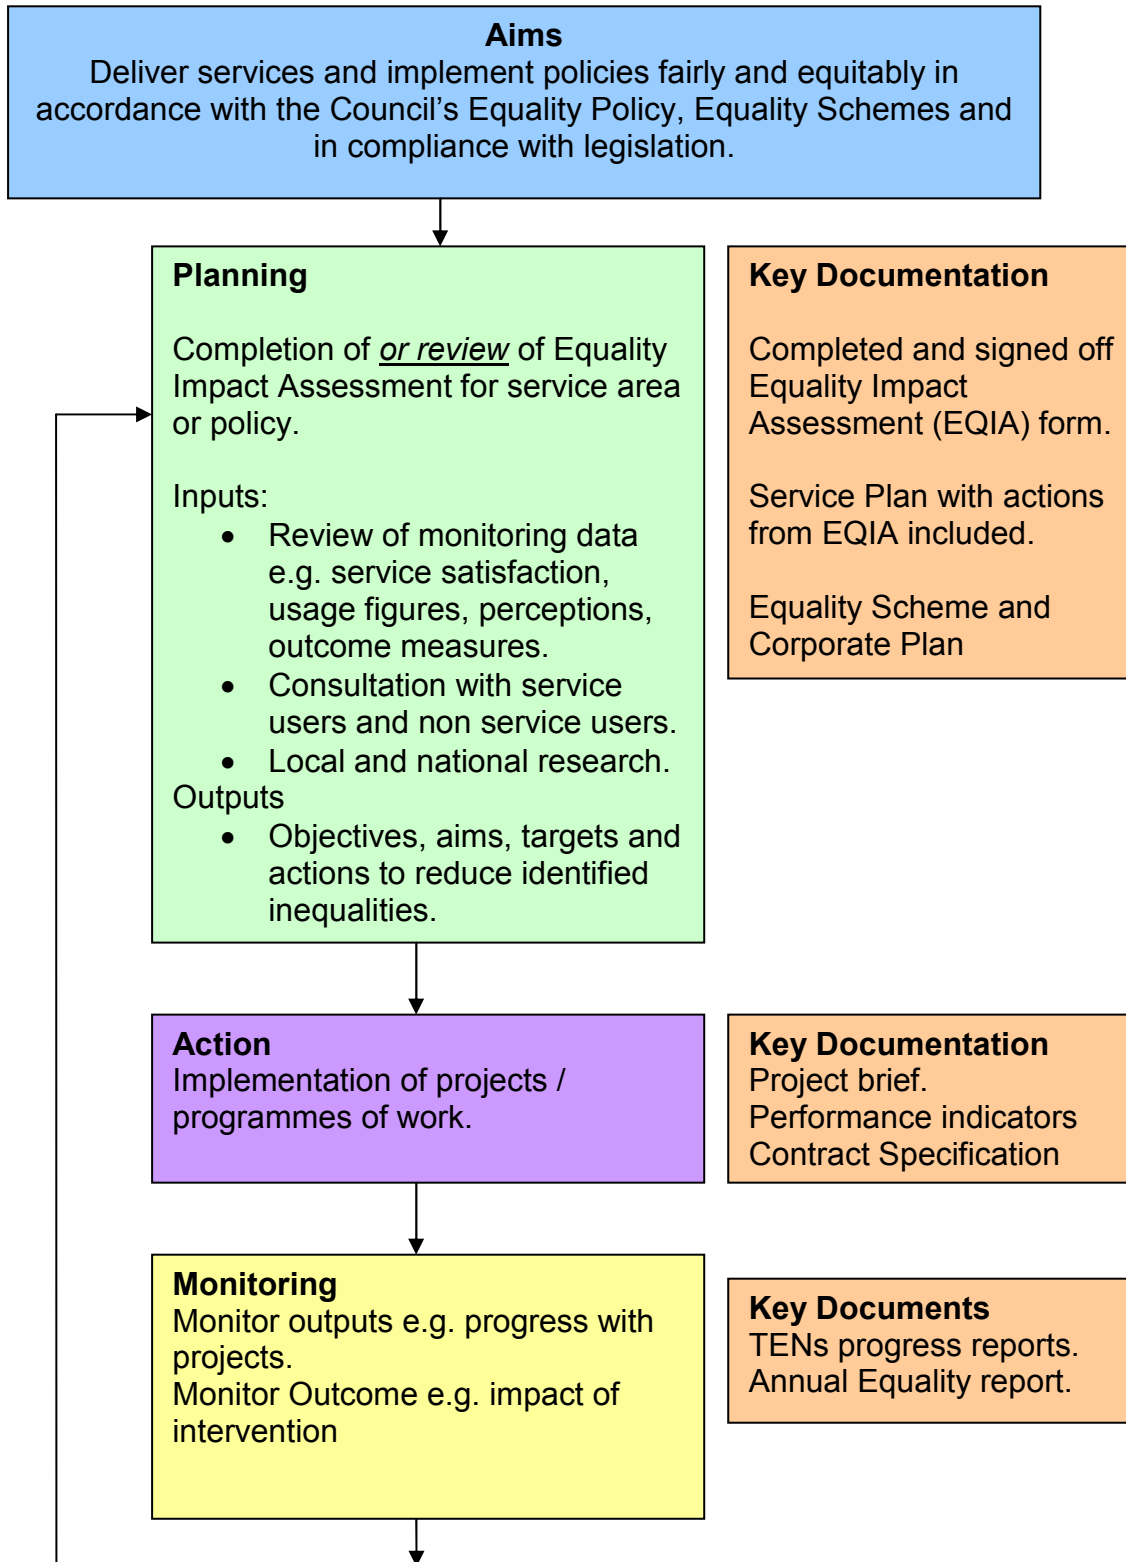 Aims
Deliver services and implement policies fairly and equitably in
accordance with the Council's Equality Policy, Equality Schemes and
in compliance with legislation.
Planning
Completion of or review of Equality
Impact Assessment for service area
or policy.
Inputs:
• Review of monitoring data
e.g. service satisfaction,
usage figures, perceptions,
outcome measures.
• Consultation with service
users and non service users.
• Local and national research.
Outputs
• Objectives, aims, targets and
actions to reduce identified
inequalities.
Key Documentation
Completed and signed off
Equality Impact
Assessment (EQIA) form.
Service Plan with actions
from EQIA included.
Equality Scheme and
Corporate Plan
Action
Implementation of projects /
programmes of work.
Key Documentation
Project brief.
Performance indicators
Contract Specification
Monitoring
Monitor outputs e.g. progress with
projects.
Monitor Outcome e.g. impact of
intervention
Key Documents
TENs progress reports.
Annual Equality report.